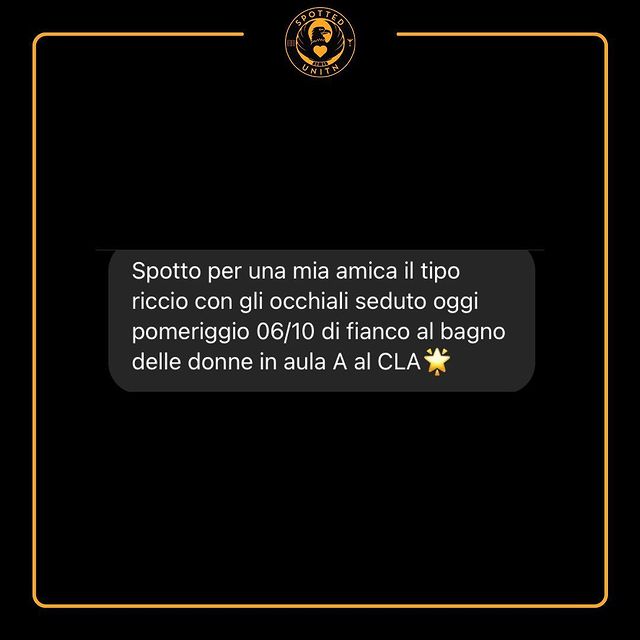 SPOTTED
UNITN
Spotto per una mia amica il tipo
riccio con gli occhiali seduto oggi
pomeriggio 06/10 di fianco al bagno
delle donne in aula A al CLA🌟